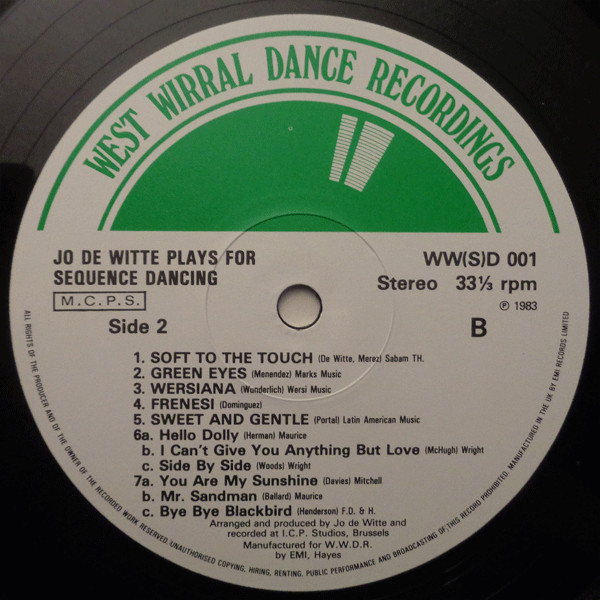 WEST WIRRAL DANCE RECORDINGS
JO DE WITTE PLAYS FOR
SEQUENCE DANCING
M.C.P.S.
Side 2
WW(S)D 001
Stereo 33⅓ rpm
℗ 1983
B
1. SOFT TO THE TOUCH (De Witte, Merez) Sabam TH.
2. GREEN EYES (Menendez) Marks Music
3. WERSIANA (Wunderlich) Wersi Music
4. FRENESI (Dominguez)
5. SWEET AND GENTLE (Portal) Latin American Music
6a. Hello Dolly (Herman) Maurice
b. I Can't Give You Anything But Love (McHugh) Wright
c. Side By Side (Woods) Wright
7a. You Are My Sunshine (Davies) Mitchell
b. Mr. Sandman (Ballard) Maurice
c. Bye Bye Blackbird (Henderson) F.D. & H.
Arranged and produced by Jo de Witte and
recorded at I.C.P. Studios, Brussels
Manufactured for W.W.D.R.
by EMI, Hayes
ALL RIGHTS OF THE PRODUCER AND OF THE OWNER OF THE RECORDED WORK RESERVED. UNAUTHORISED COPYING, HIRING, RENTING, PUBLIC PERFORMANCE AND BROADCASTING OF THIS RECORD PROHIBITED. MANUFACTURED IN THE UK BY EMI RECORDS LIMITED